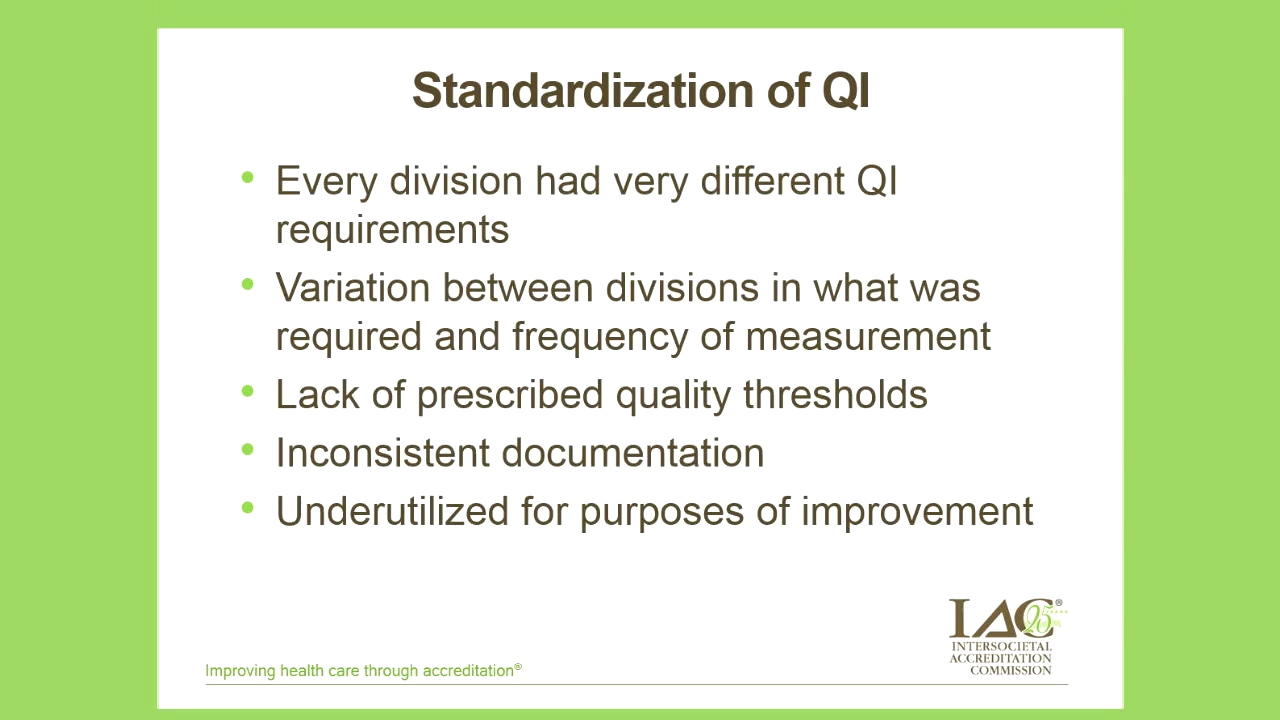 Standardization of QI
• Every division had very different QI
requirements
• Variation between divisions in what was
required and frequency of measurement
• Lack of prescribed quality thresholds
• Inconsistent documentation
• Underutilized for purposes of improvement
IAC®
25
INTERSOCIETAL
ACCREDITATION
COMMISSION
Improving health care through accreditation®